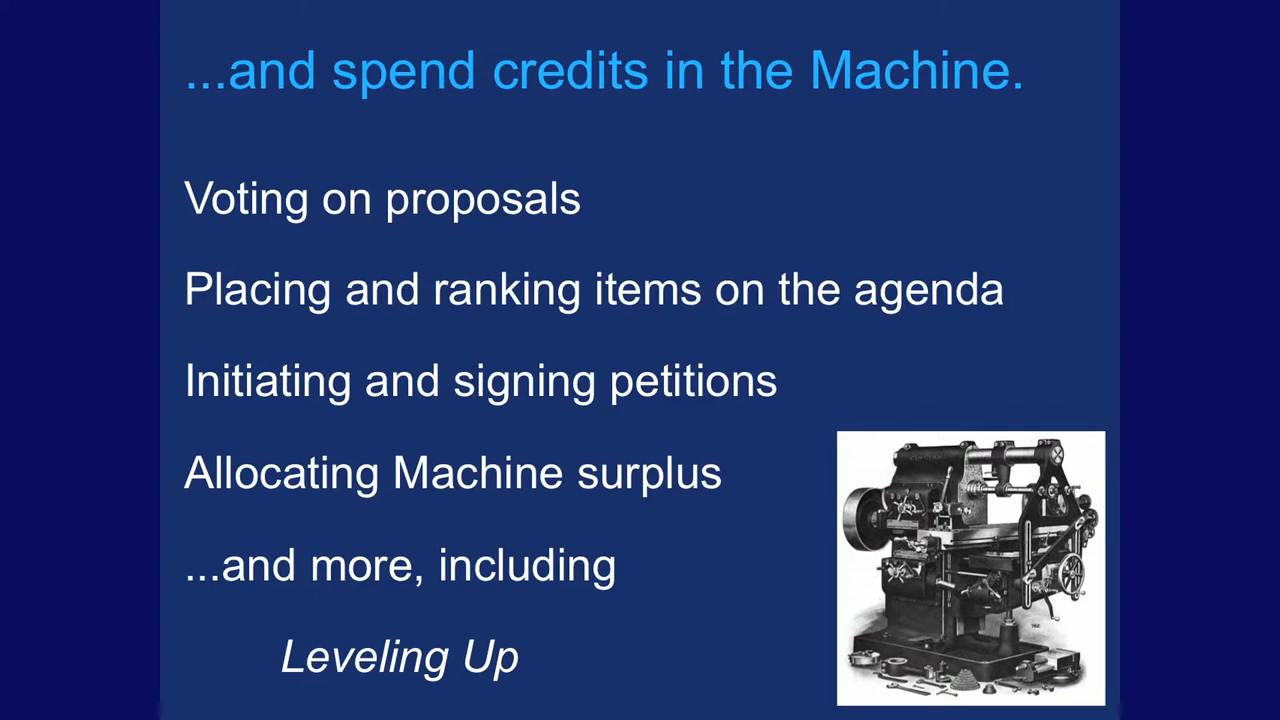 ...and spend credits in the Machine.
Voting on proposals
Placing and ranking items on the agenda
Initiating and signing petitions
Allocating Machine surplus
...and more, including
Leveling Up